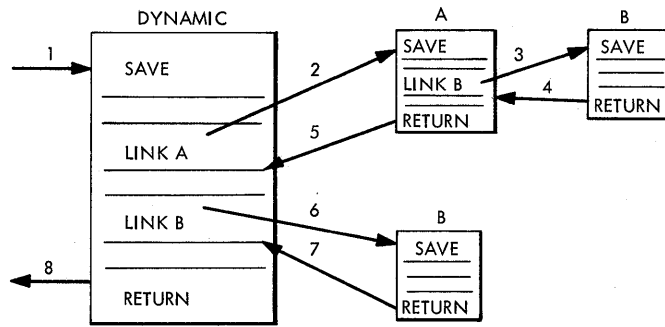 DYNAMIC
1
SAVE
LINK A
LINK B
RETURN
8
2
5
6
7
A
SAVE
LINK B
RETURN
3
4
B
SAVE
RETURN
B
SAVE
RETURN